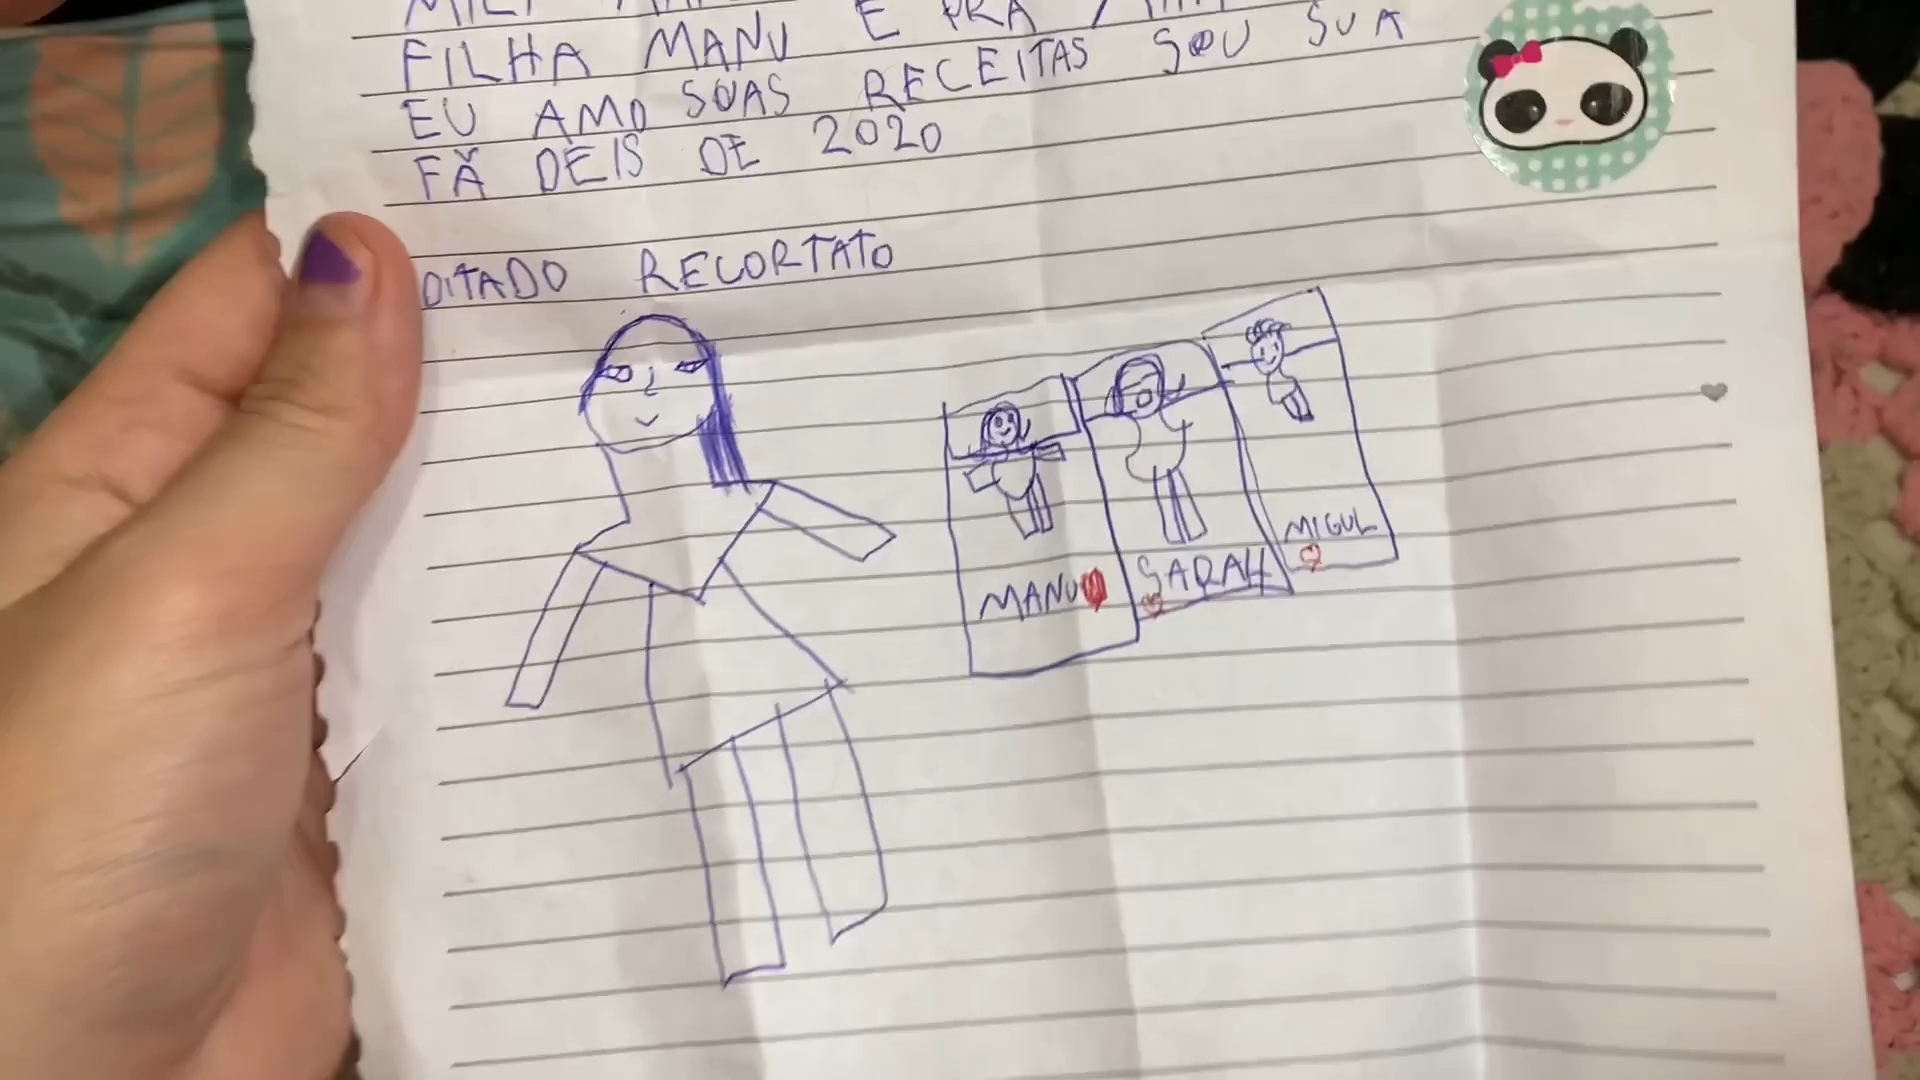 FILHA MANU E PRA
EU AMO SUAS RECEITAS SOU SUA
FÃ DEIS DE 2020
DITADO RECORTATO
MANU
SARAH
MIGUL